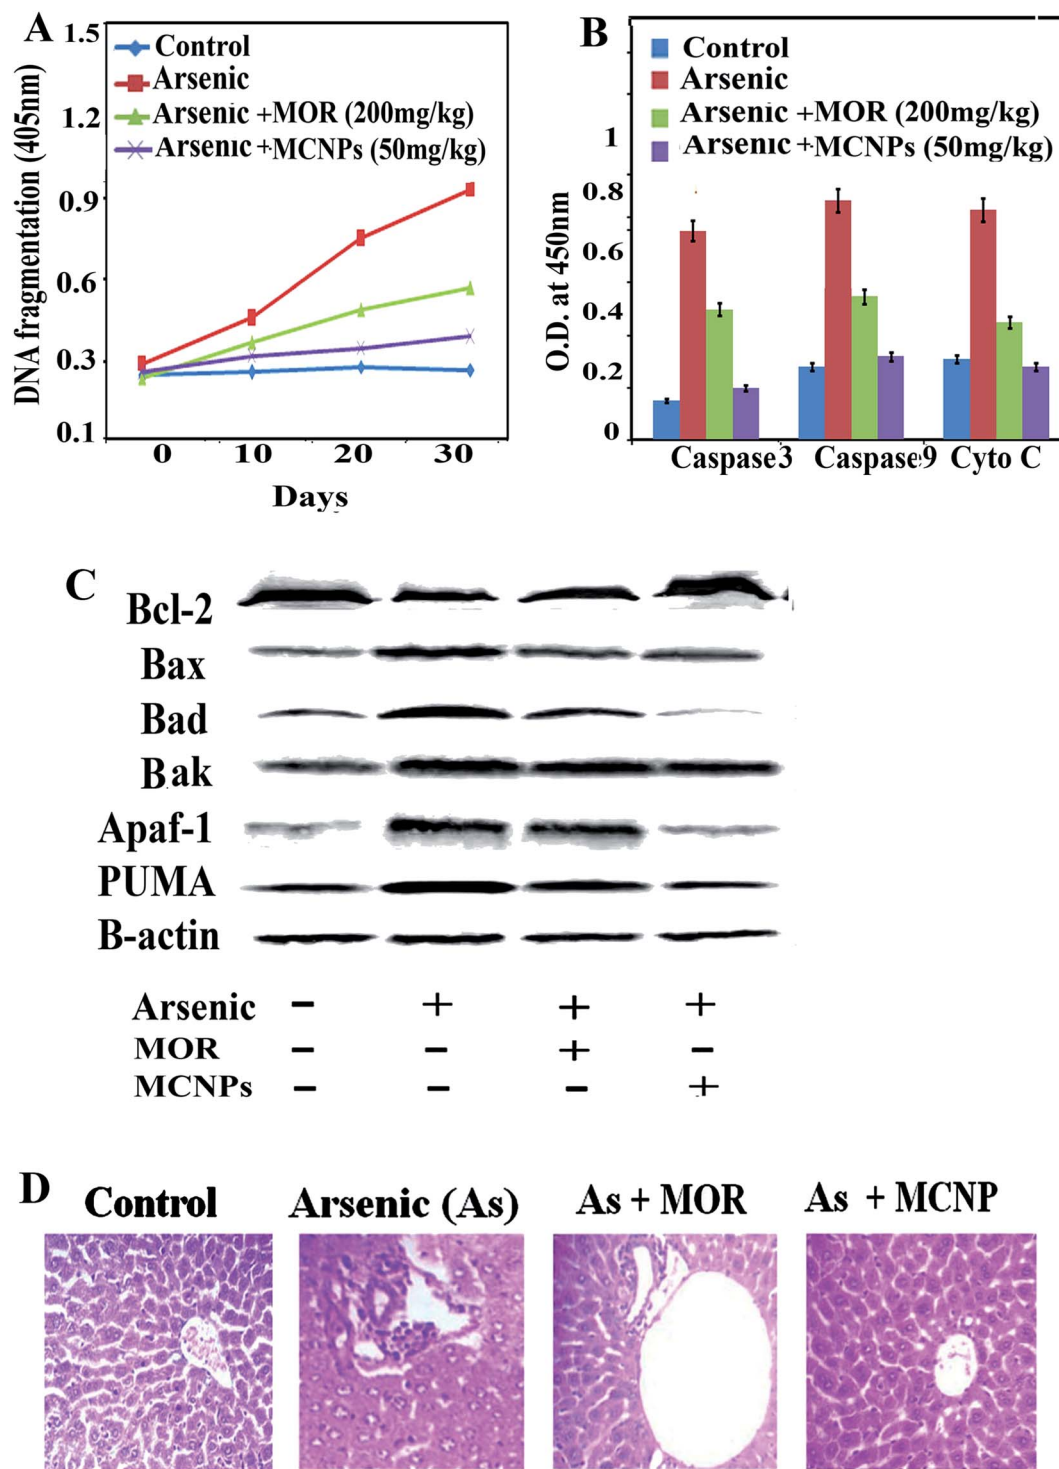 A
DNA fragmentation (405nm)
1.5
1.2
0.9
0.6
0.3
0.1
Control
Arsenic
Arsenic +MOR (200mg/kg)
Arsenic +MCNPs (50mg/kg)
0 10 20 30
Days
B
O.D. at 450nm
1
0.8
0.6
0.4
0.2
0
Control
Arsenic
Arsenic +MOR (200mg/kg)
Arsenic +MCNPs (50mg/kg)
Caspase3 Caspase9 Cyto C
C
Bcl-2
Bax
Bad
Bak
Apaf-1
PUMA
B-actin
Arsenic − + + +
MOR − − + −
MCNPs − − − +
D
Control Arsenic (As) As + MOR As + MCNP